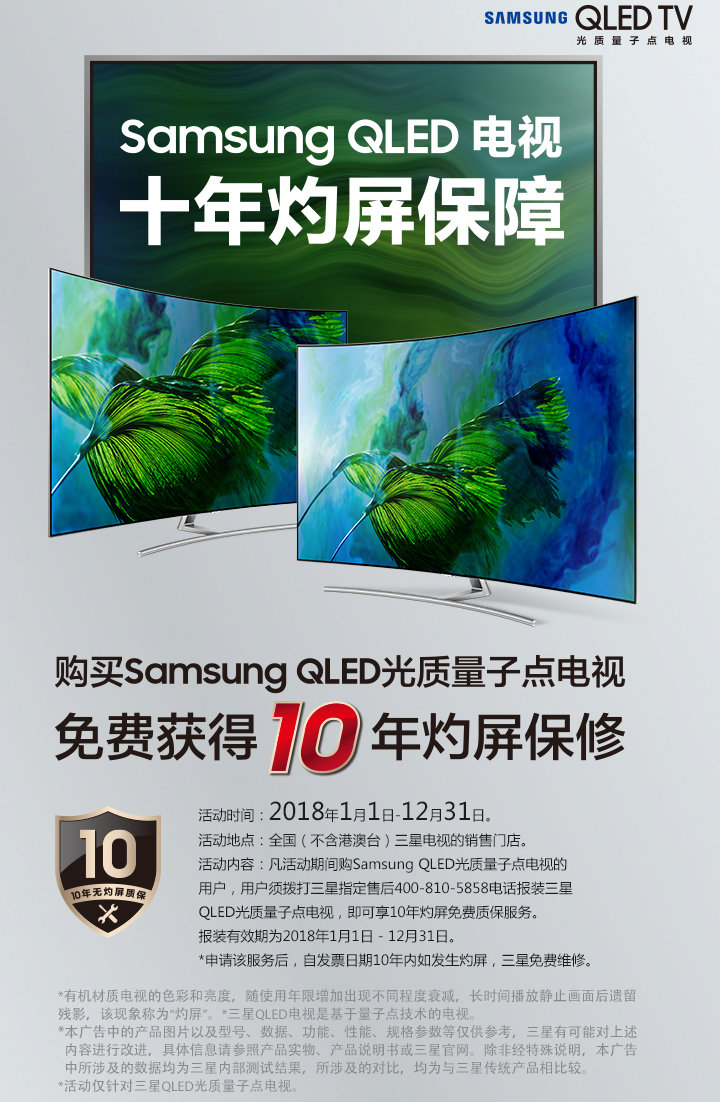 SAMSUNG QLED TV
光质量子点电视
Samsung QLED 电视
十年灼屏保障
购买Samsung QLED光质量子点电视
免费获得10年灼屏保修
10
10年无灼屏质保
活动时间：2018年1月1日-12月31日。
活动地点：全国（不含港澳台）三星电视的销售门店。
活动内容：凡活动期间购Samsung QLED光质量子点电视的
用户，用户须拨打三星指定售后400-810-5858电话报装三星
QLED光质量子点电视，即可享10年灼屏免费质保服务。
报装有效期为2018年1月1日 - 12月31日。
*申请该服务后，自发票日期10年内如发生灼屏，三星免费维修。
*有机材质电视的色彩和亮度，随使用年限增加出现不同程度衰减，长时间播放静止画面后遗留
残影，该现象称为“灼屏”。*三星QLED电视是基于量子点技术的电视。
*本广告中的产品图片以及型号、数据、功能、性能、规格参数等仅供参考，三星有可能对上述
内容进行改进，具体信息请参照产品实物、产品说明书或三星官网。除非经特殊说明，本广告
中所涉及的数据均为三星内部测试结果，所涉及的对比，均为与三星传统产品相比较。
*活动仅针对三星QLED光质量子点电视。